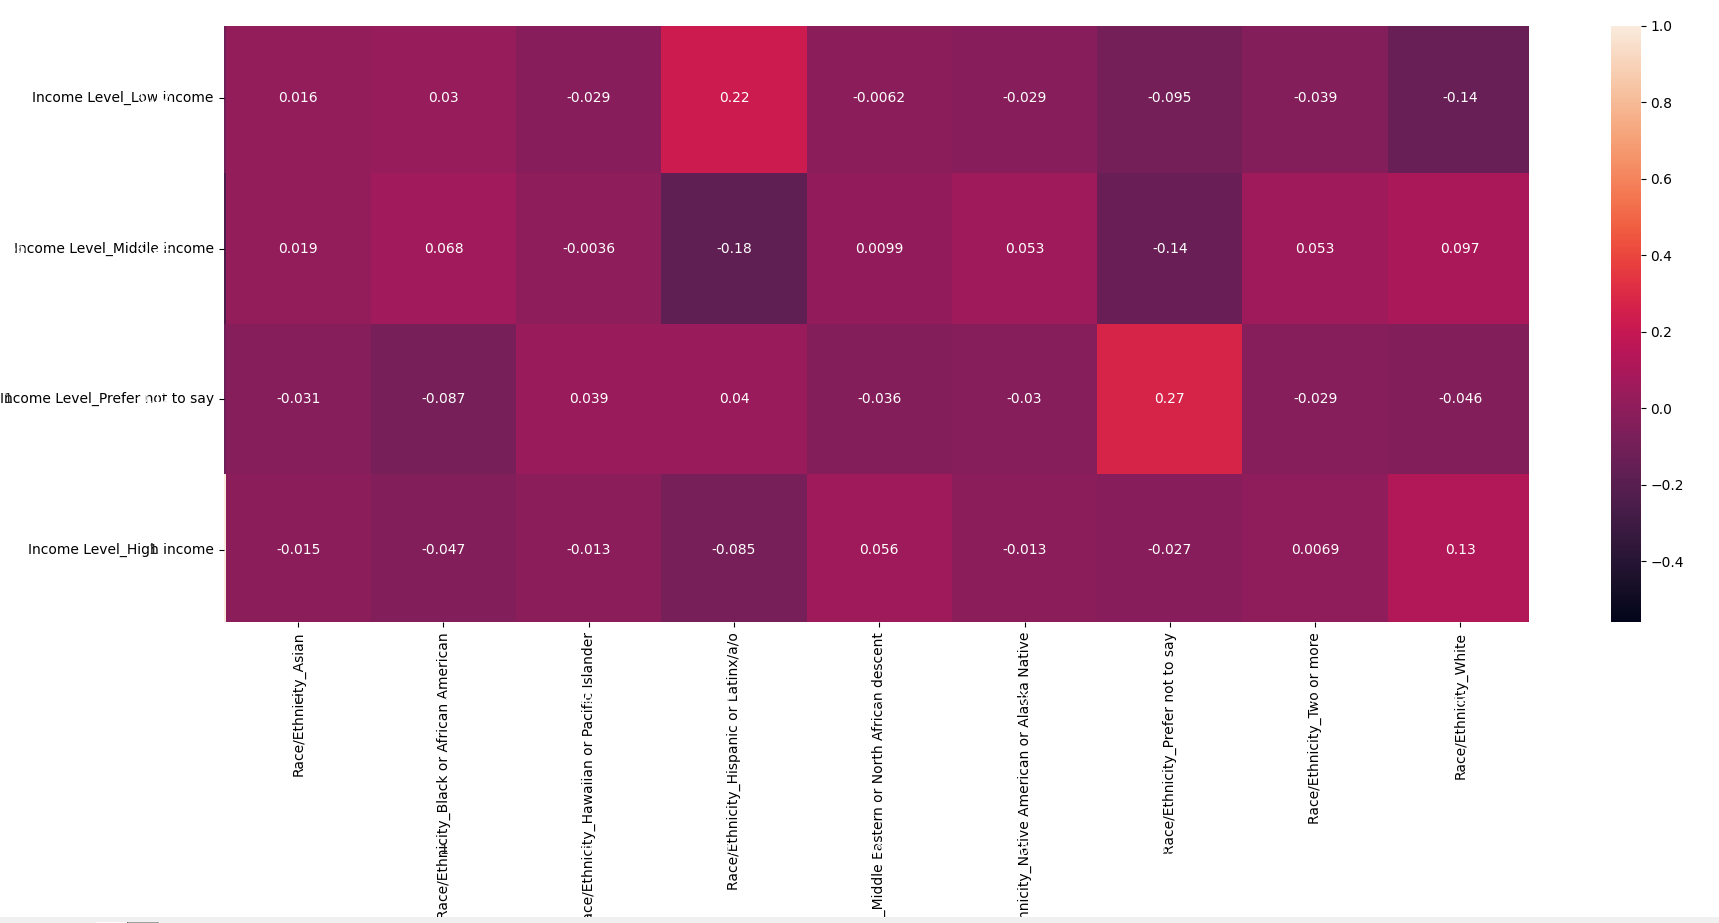 Income Level_Low income
0.016 0.03 -0.029 0.22 -0.0062 -0.029 -0.095 -0.039 -0.14
Income Level_Middle income
0.019 0.068 -0.0036 -0.18 0.0099 0.053 -0.14 0.053 0.097
Income Level_Prefer not to say
-0.031 -0.087 0.039 0.04 -0.036 -0.03 0.27 -0.029 -0.046
Income Level_High income
-0.015 -0.047 -0.013 -0.085 0.056 -0.013 -0.027 0.0069 0.13
Race/Ethnicity_Asian
Race/Ethnicity_Black or African American
ace/Ethnicity_Hawaiian or Pacific Islander
Race/Ethnicity_Hispanic or Latinx/a/o
_Middle Eastern or North African descent
nnicity_Native American or Alaska Native
Race/Ethnicity_Prefer not to say
Race/Ethnicity_Two or more
Race/Ethnicity_White
1.0
0.8
0.6
0.4
0.2
0.0
−0.2
−0.4